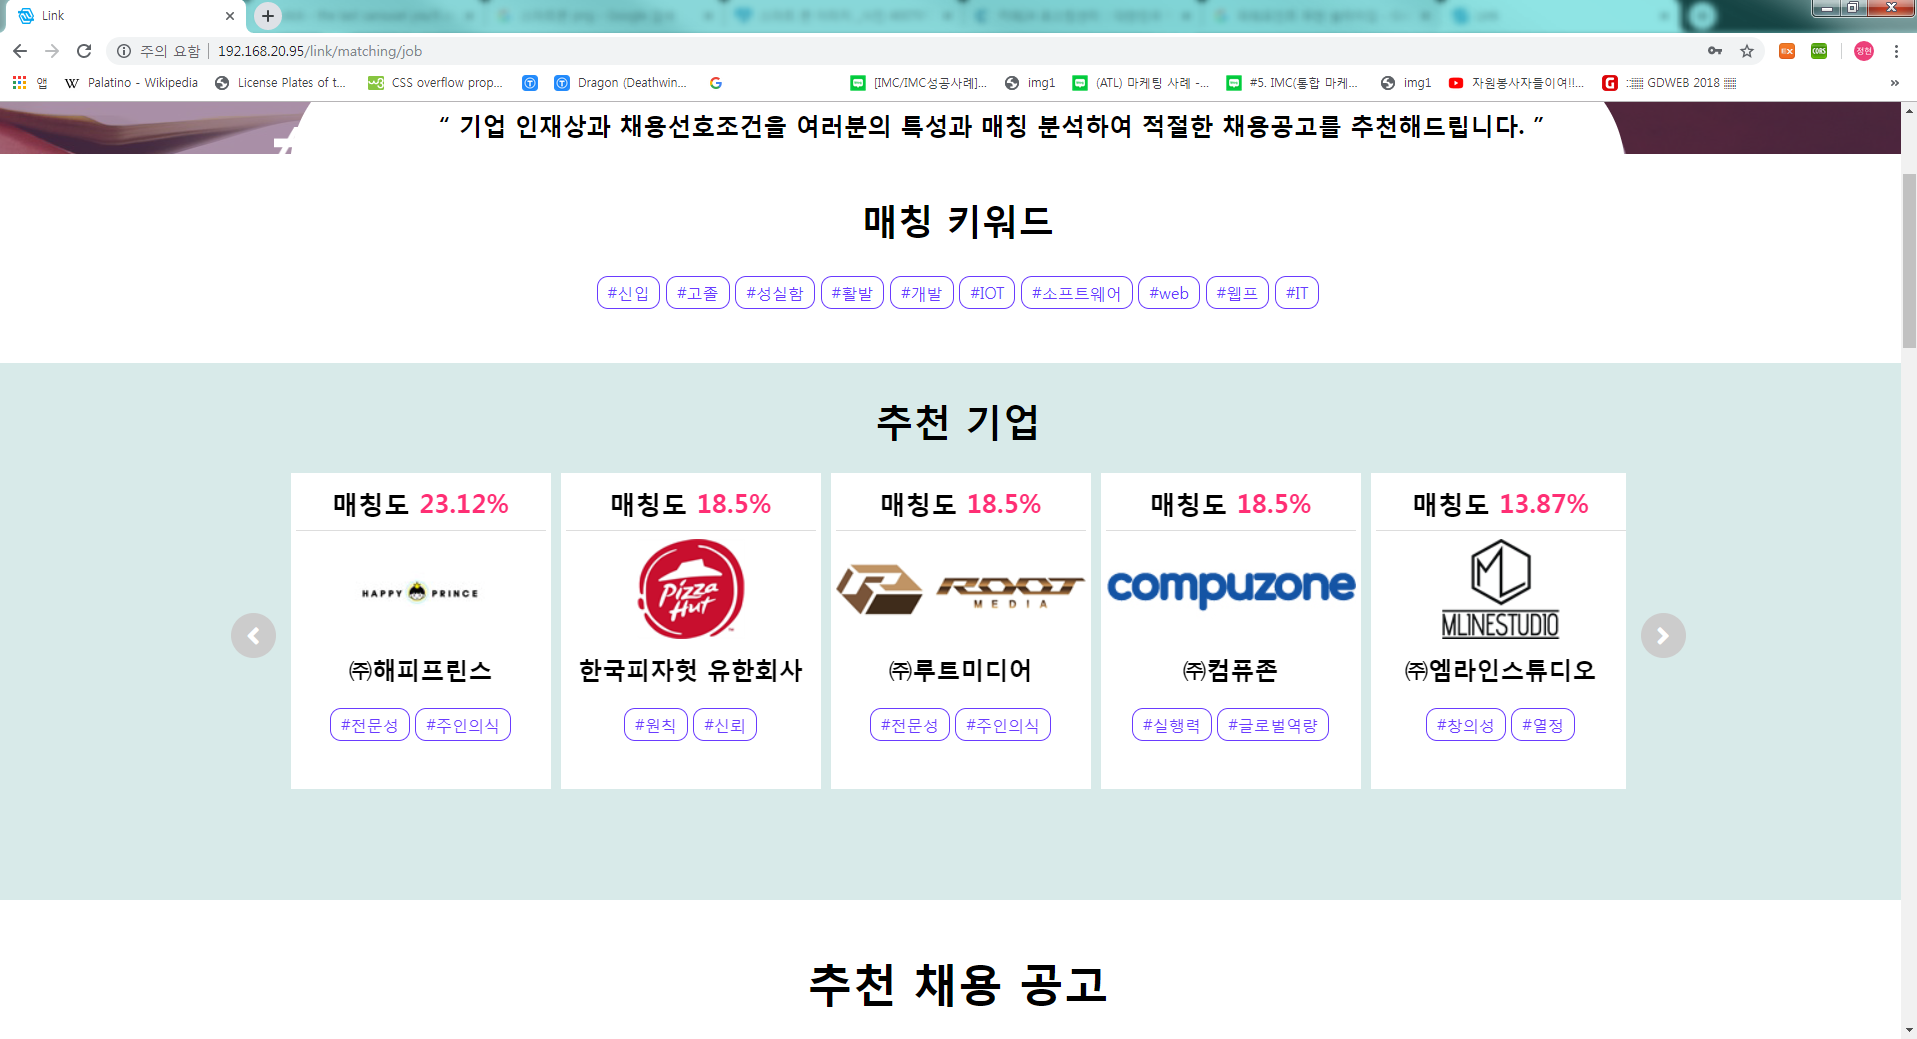 Link
주의 요함 192.168.20.95/link/matching/job
앱 Palatino - Wikipedia License Plates of t... CSS overflow prop... Dragon (Deathwin... [IMC/IMC성공사례]... img1 (ATL) 마케팅 사례 -... #5. IMC(통합 마케... img1 자원봉사자들이여!!... GDWEB 2018
“ 기업 인재상과 채용선호조건을 여러분의 특성과 매칭 분석하여 적절한 채용공고를 추천해드립니다. ”
매칭 키워드
#신입 #고졸 #성실함 #활발 #개발 #IOT #소프트웨어 #web #웹프 #IT
추천 기업
매칭도 23.12%
HAPPY PRINCE
㈜해피프린스
#전문성 #주인의식
매칭도 18.5%
Pizza Hut
한국피자헛 유한회사
#원칙 #신뢰
매칭도 18.5%
ROOT MEDIA
㈜루트미디어
#전문성 #주인의식
매칭도 18.5%
compuzone
㈜컴퓨존
#실행력 #글로벌역량
매칭도 13.87%
MLINESTUDIO
㈜엠라인스튜디오
#창의성 #열정
추천 채용 공고